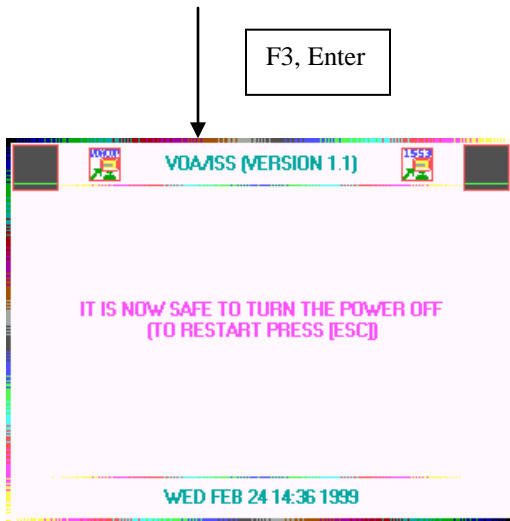 F3, Enter
VOA/ISS (VERSION 1.1)
1553
IT IS NOW SAFE TO TURN THE POWER OFF
(TO RESTART PRESS [ESC])
WED FEB 24 14:36 1999